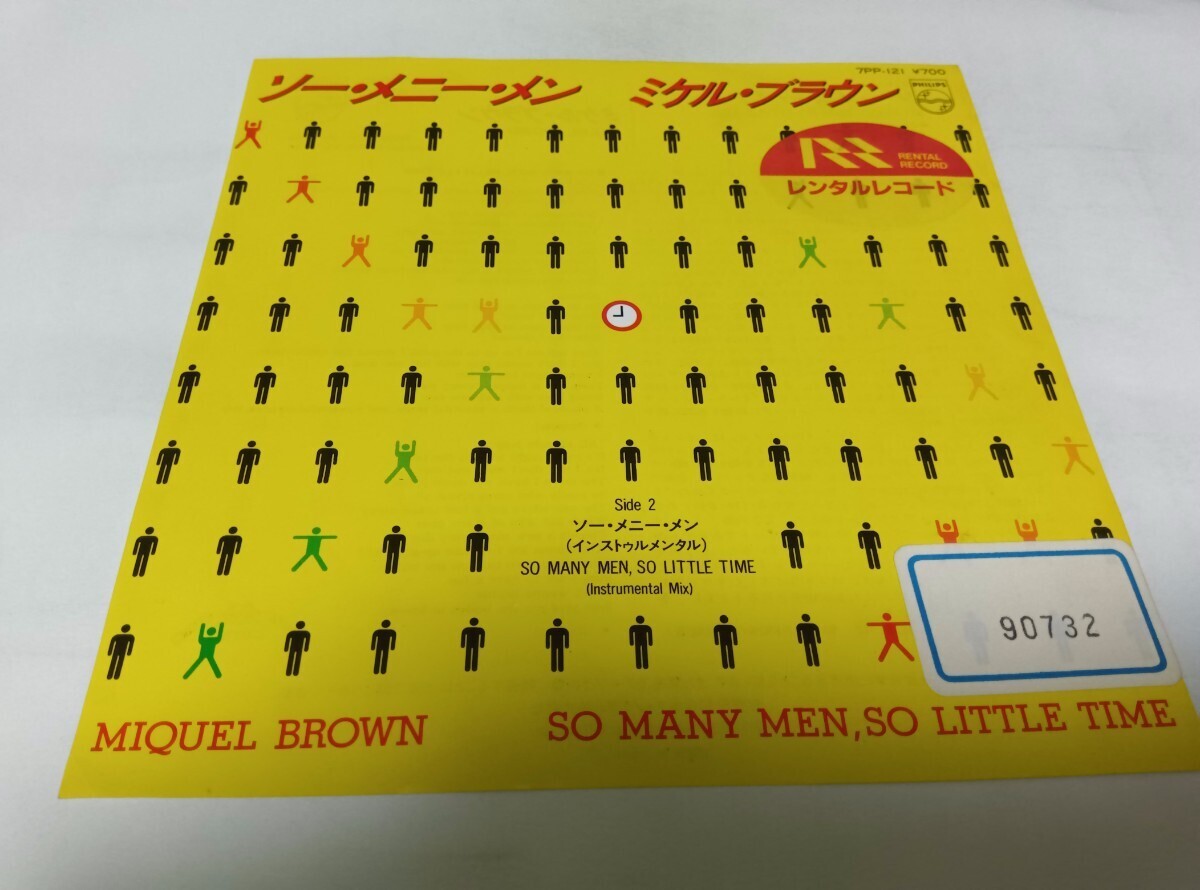 7PP-121 ¥700
ソー・メニー・メン ミケル・ブラウン
PHILIPS
RENTAL
RECORD
レンタルレコード
Side 2
ソー・メニー・メン
(インストゥルメンタル)
SO MANY MEN, SO LITTLE TIME
(Instrumental Mix)
90732
MIQUEL BROWN SO MANY MEN, SO LITTLE TIME